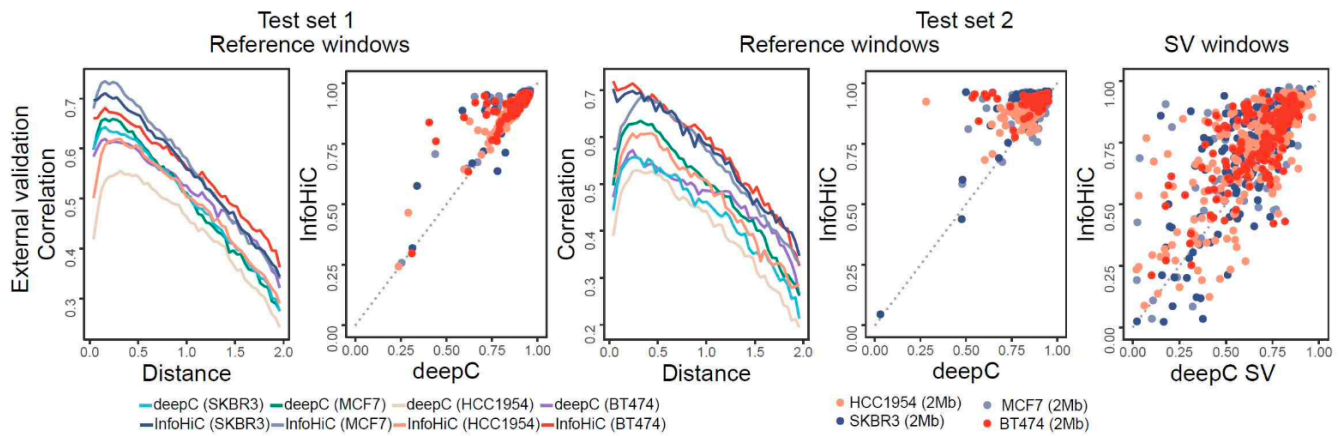 Test set 1
Test set 2
Reference windows
Reference windows
SV windows
External validation
Correlation
0.7
0.6
0.5
0.4
0.3
0.0
0.5
1.0
1.5
2.0
Distance
InfoHiC
1.00
0.75
0.50
0.25
0.00
0.00
0.25
0.50
0.75
1.00
deepC
Correlation
0.7
0.6
0.5
0.4
0.3
0.2
0.0
0.5
1.0
1.5
2.0
Distance
InfoHiC
1.00
0.75
0.50
0.25
0.00
0.00
0.25
0.50
0.75
1.00
deepC
InfoHiC
1.00
0.75
0.50
0.25
0.00
0.00
0.25
0.50
0.75
1.00
deepC SV
deepC (SKBR3) deepC (MCF7) deepC (HCC1954) deepC (BT474)
InfoHiC (SKBR3) InfoHiC (MCF7) InfoHiC (HCC1954) InfoHiC (BT474)
HCC1954 (2Mb) MCF7 (2Mb)
SKBR3 (2Mb) BT474 (2Mb)